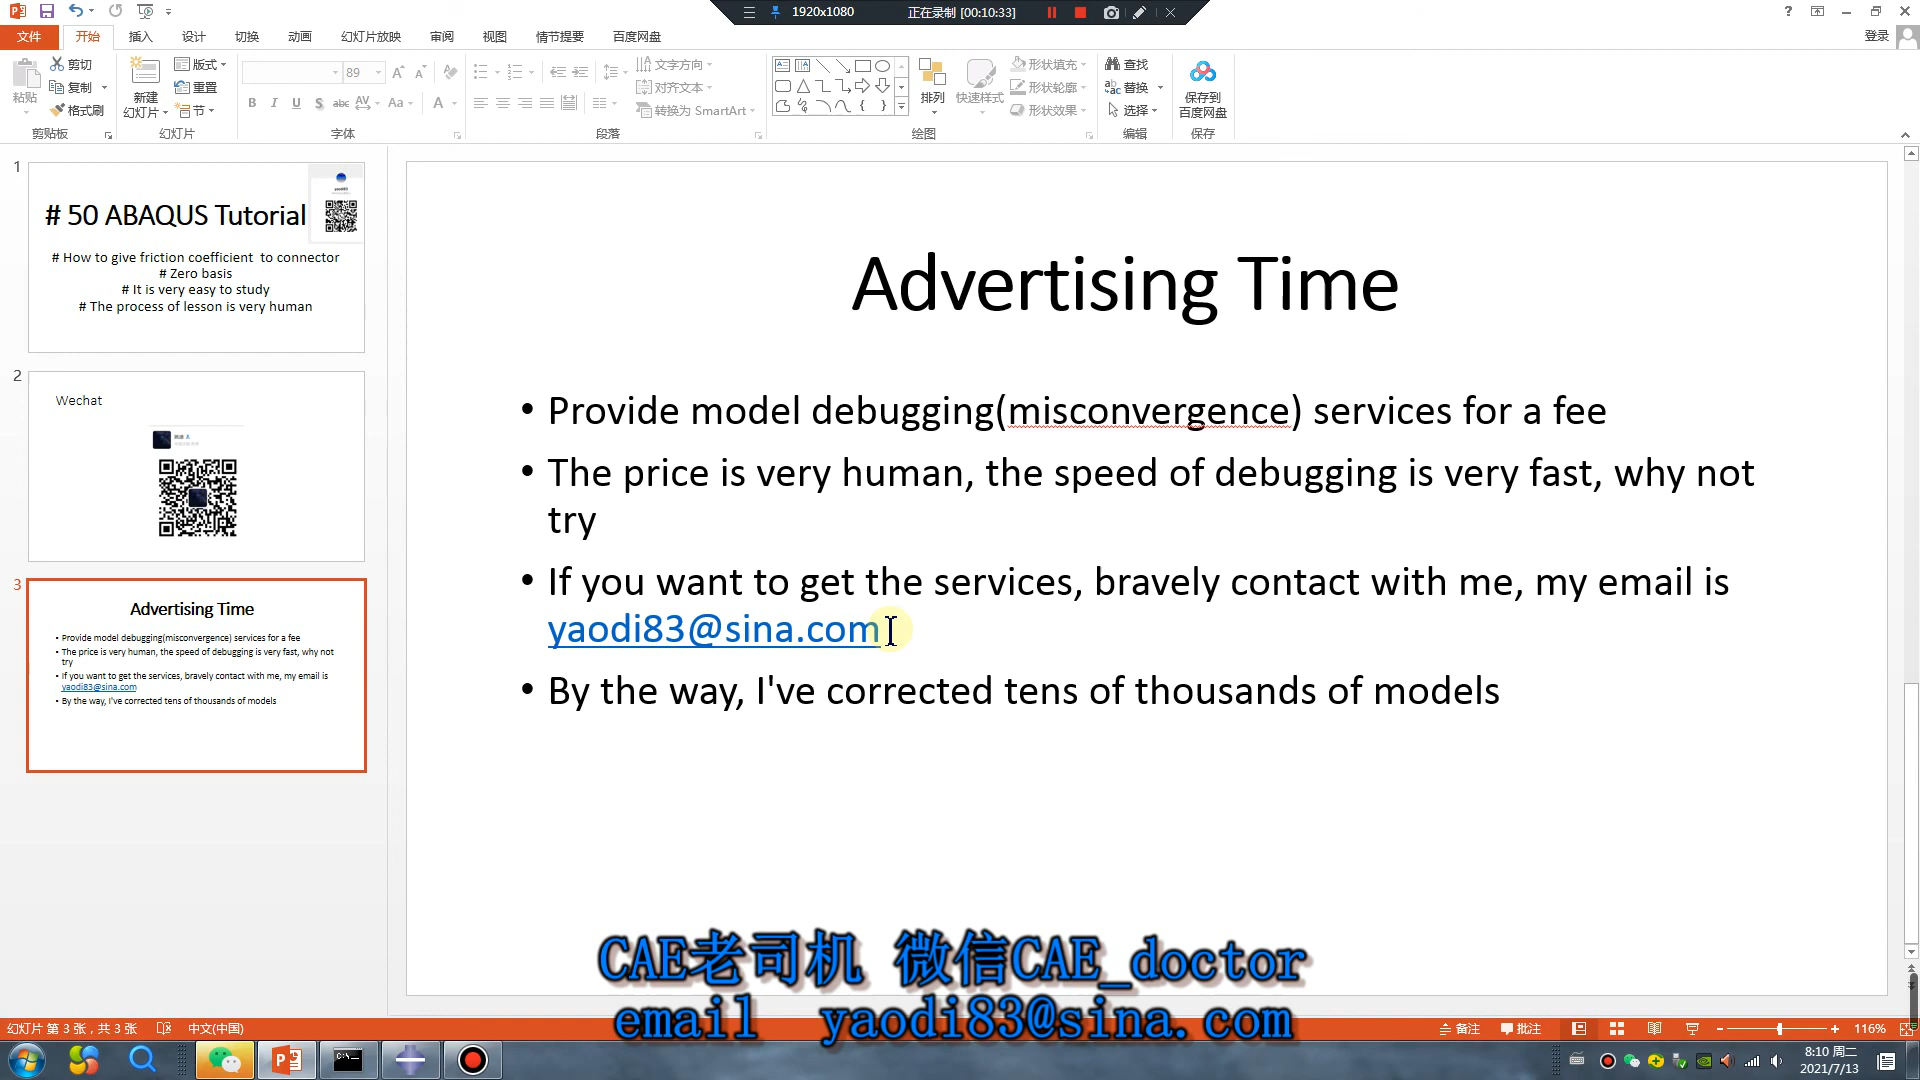 1920x1080 正在录制 [00:10:33]
文件 开始 插入 设计 切换 动画 幻灯片放映 审阅 视图 情节提要 百度网盘 登录
粘贴 剪切 复制 格式刷 剪贴板
新建 幻灯片 版式 重置 节 幻灯片
89 字体
文字方向 对齐文本 转换为 SmartArt 段落
排列 快速样式 形状填充 形状轮廓 形状效果 绘图
查找 替换 选择 编辑
保存到 百度网盘 保存
1
# 50 ABAQUS Tutorial
yaodi83
# How to give friction coefficient to connector
# Zero basis
# It is very easy to study
# The process of lesson is very human
2
Wechat
3
Advertising Time
• Provide model debugging(misconvergence) services for a fee
• The price is very human, the speed of debugging is very fast, why not
try
• If you want to get the services, bravely contact with me, my email is
yaodi83@sina.com
• By the way, I've corrected tens of thousands of models
Advertising Time
• Provide model debugging(misconvergence) services for a fee
• The price is very human, the speed of debugging is very fast, why not
try
• If you want to get the services, bravely contact with me, my email is
yaodi83@sina.com
• By the way, I've corrected tens of thousands of models
CAE老司机 微信CAE_doctor
email yaodi83@sina.com
幻灯片 第 3 张，共 3 张 中文(中国) 备注 批注 116%
8:10 周二
2021/7/13